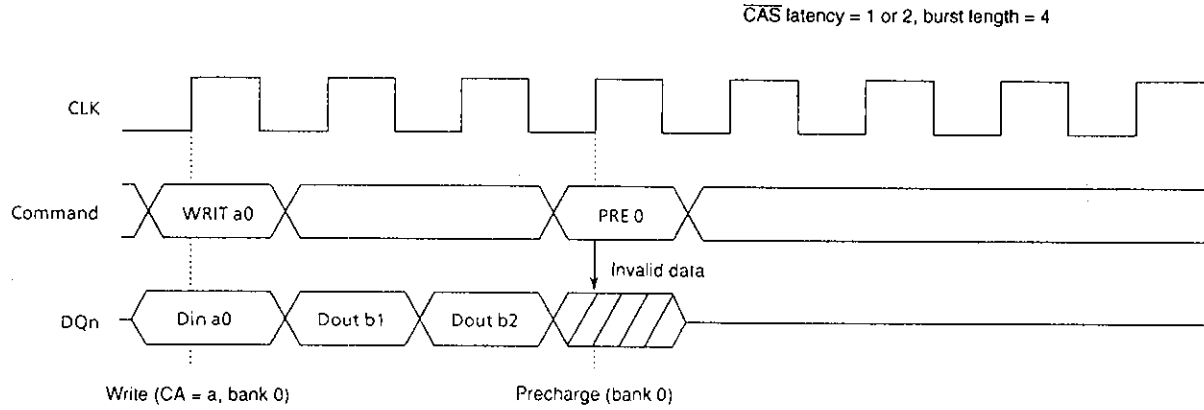 CAS latency = 1 or 2, burst length = 4
CLK
Command
WRIT a0
PRE 0
Invalid data
DQn
Din a0
Dout b1
Dout b2
Write (CA = a, bank 0)
Precharge (bank 0)